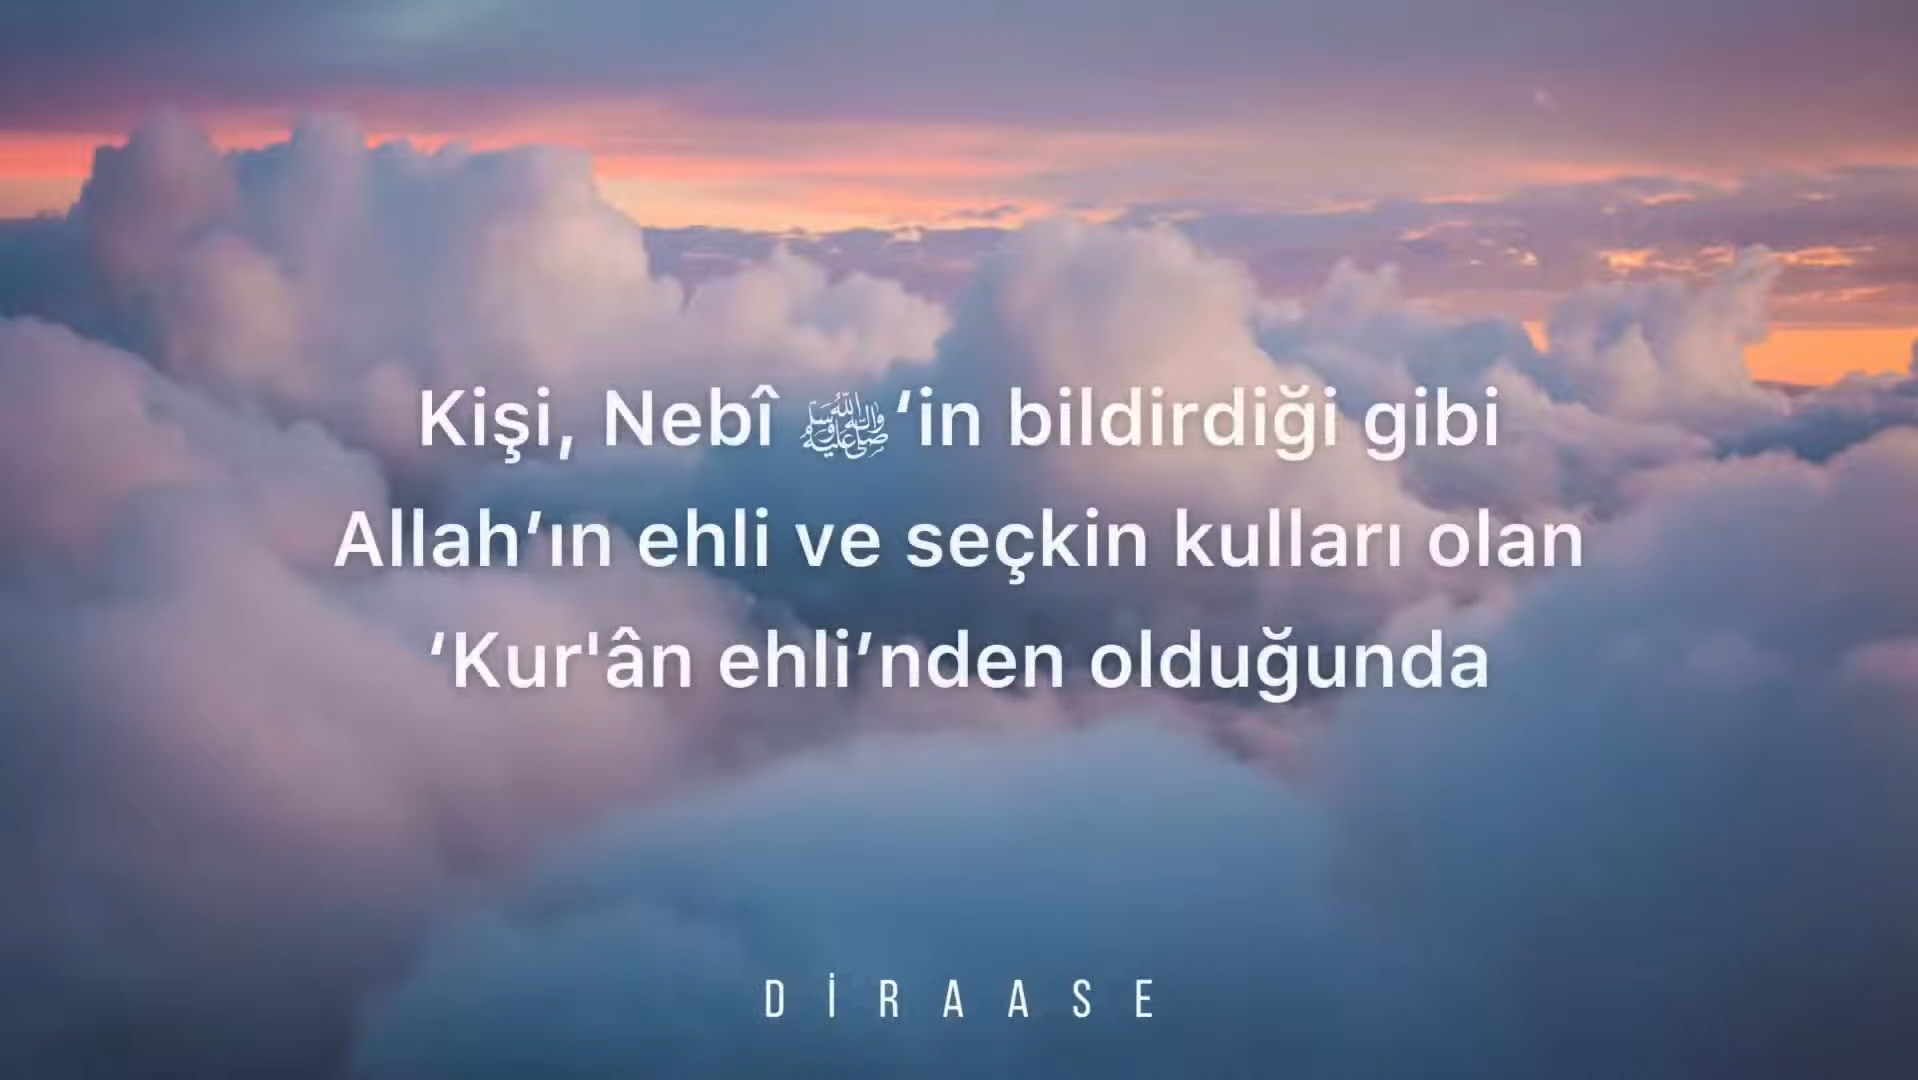 Kişi, Nebî ﷺ‘in bildirdiği gibi
Allah’ın ehli ve seçkin kulları olan
‘Kur'ân ehli’nden olduğunda
DİRAASE